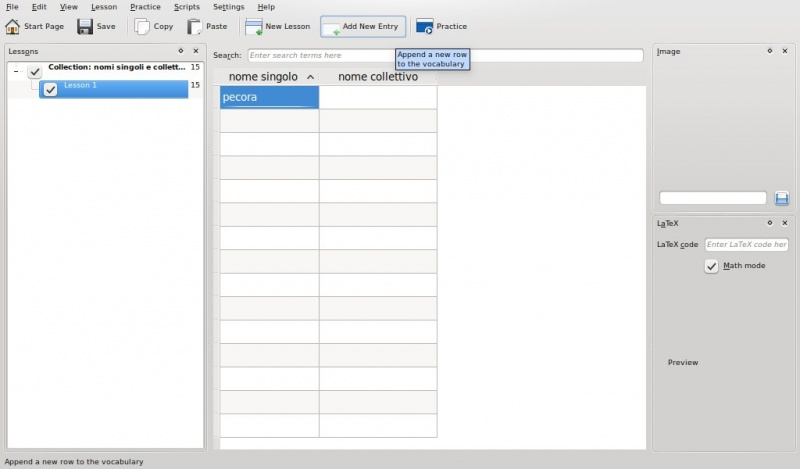 File Edit View Lesson Practice Scripts Settings Help
Start Page Save Copy Paste New Lesson Add New Entry Practice
Append a new row
to the vocabulary
Lessons
Collection: nomi singoli e collett... 15
Lesson 1 15
Search: Enter search terms here
nome singolo nome collettivo
pecora
Image
LaTeX
LaTeX code Enter LaTeX code her
Math mode
Preview
Append a new row to the vocabulary